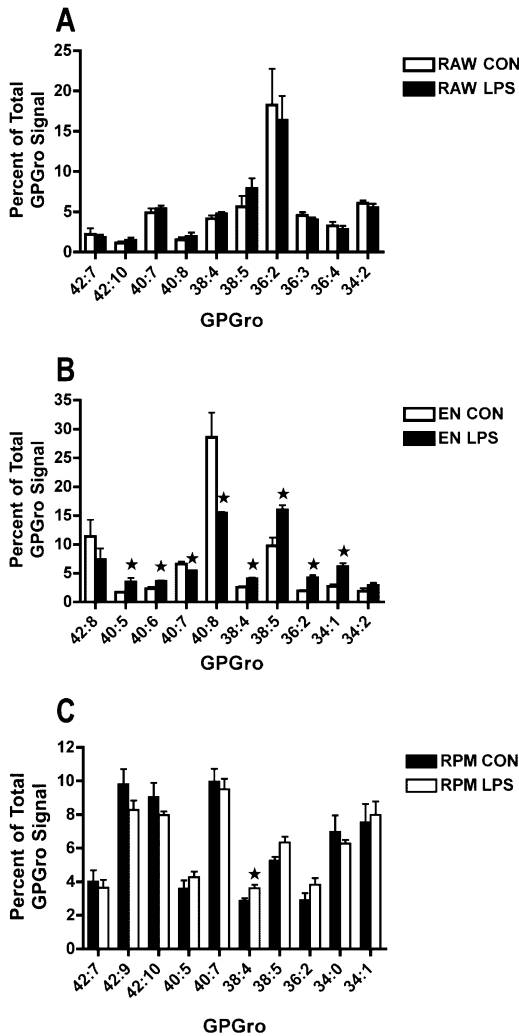 A
Percent of Total
GPGro Signal
25
20
15
10
5
0
RAW CON
RAW LPS
42:7 42:10 40:7 40:8 38:4 38:5 36:2 36:3 36:4 34:2
GPGro
B
Percent of Total
GPGro Signal
35
30
25
20
15
10
5
0
EN CON
EN LPS
42:8 40:5 40:6 40:7 40:8 38:4 38:5 36:2 34:1 34:2
GPGro
C
Percent of Total
GPGro Signal
12
10
8
6
4
2
0
RPM CON
RPM LPS
42:7 42:9 42:10 40:5 40:7 38:4 38:5 36:2 34:0 34:1
GPGro